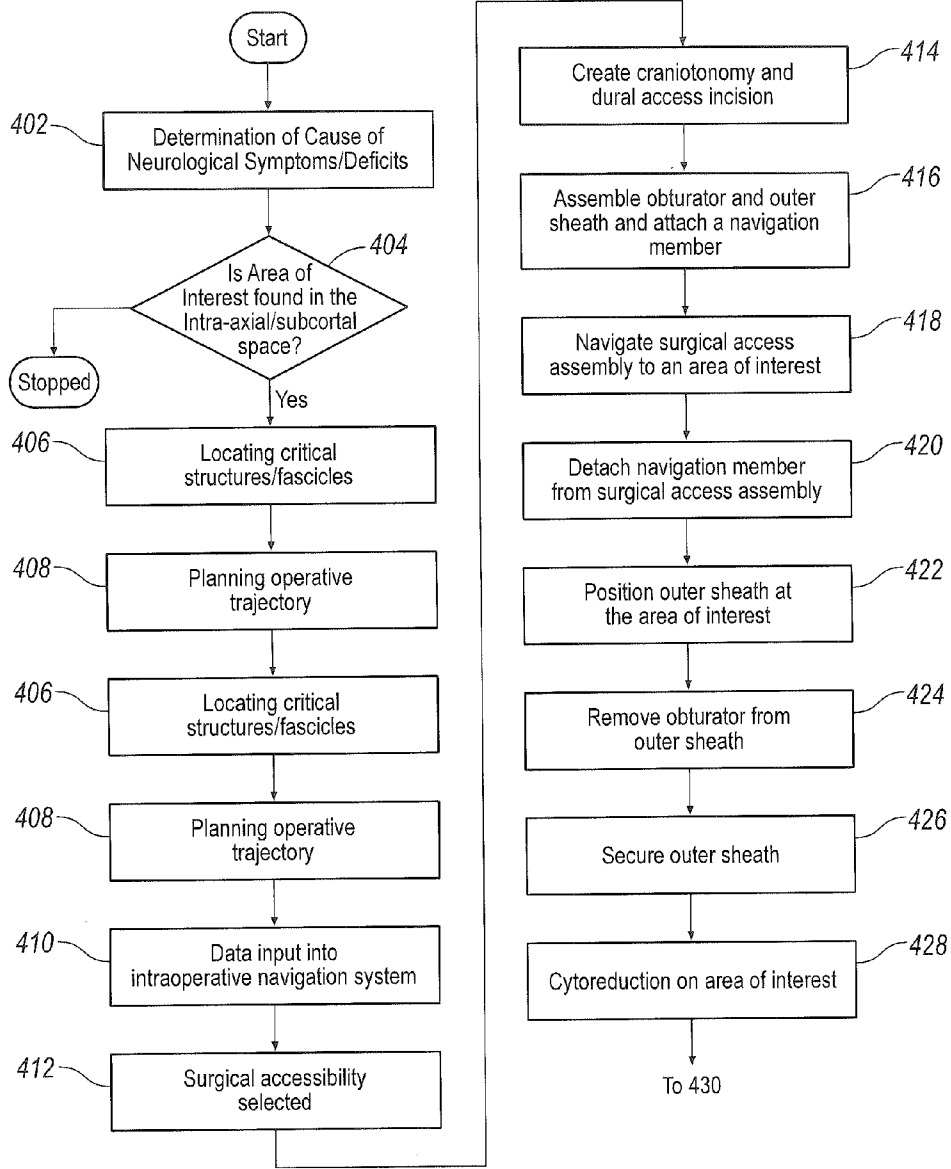 Start
402
Determination of Cause of
Neurological Symptoms/Deficits
404
Is Area of
Interest found in the
Intra-axial/subcortal
space?
Stopped
Yes
406
Locating critical
structures/fascicles
408
Planning operative
trajectory
406
Locating critical
structures/fascicles
408
Planning operative
trajectory
410
Data input into
intraoperative navigation system
412
Surgical accessibility
selected
414
Create craniotonomy and
dural access incision
416
Assemble obturator and outer
sheath and attach a navigation
member
418
Navigate surgical access
assembly to an area of interest
420
Detach navigation member
from surgical access assembly
422
Position outer sheath at
the area of interest
424
Remove obturator from
outer sheath
426
Secure outer sheath
428
Cytoreduction on area of interest
To 430